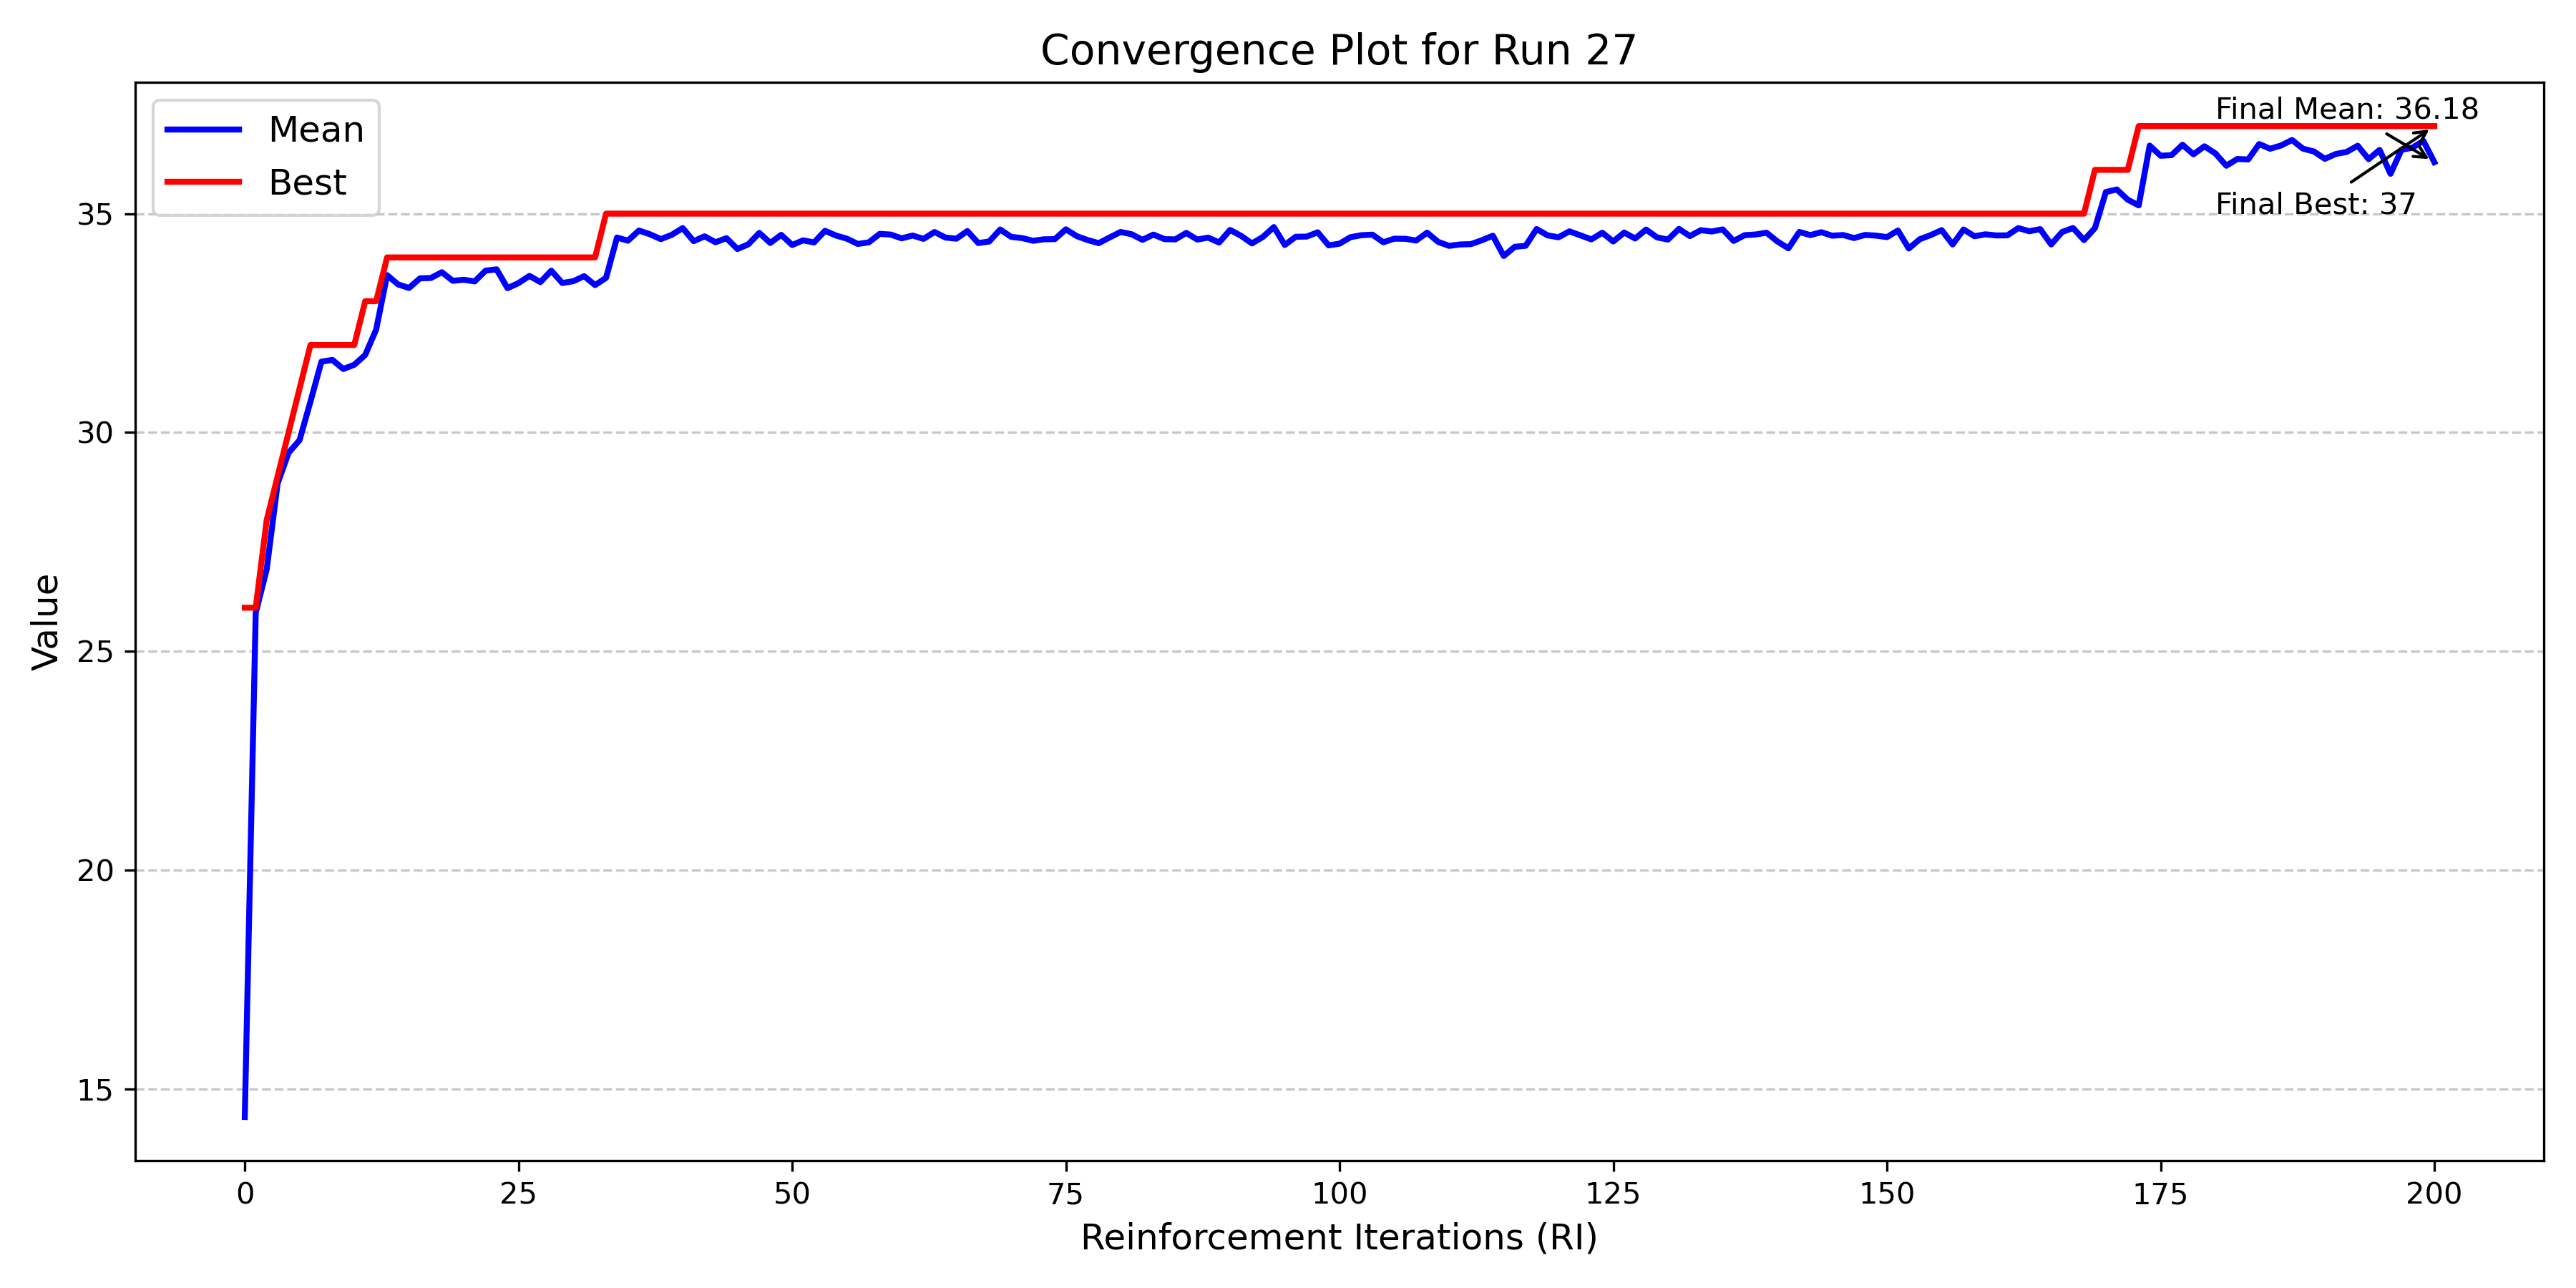 Convergence Plot for Run 27
Mean
Best
Final Mean: 36.18
Final Best: 37
Value
35
30
25
20
15
0 25 50 75 100 125 150 175 200
Reinforcement Iterations (RI)